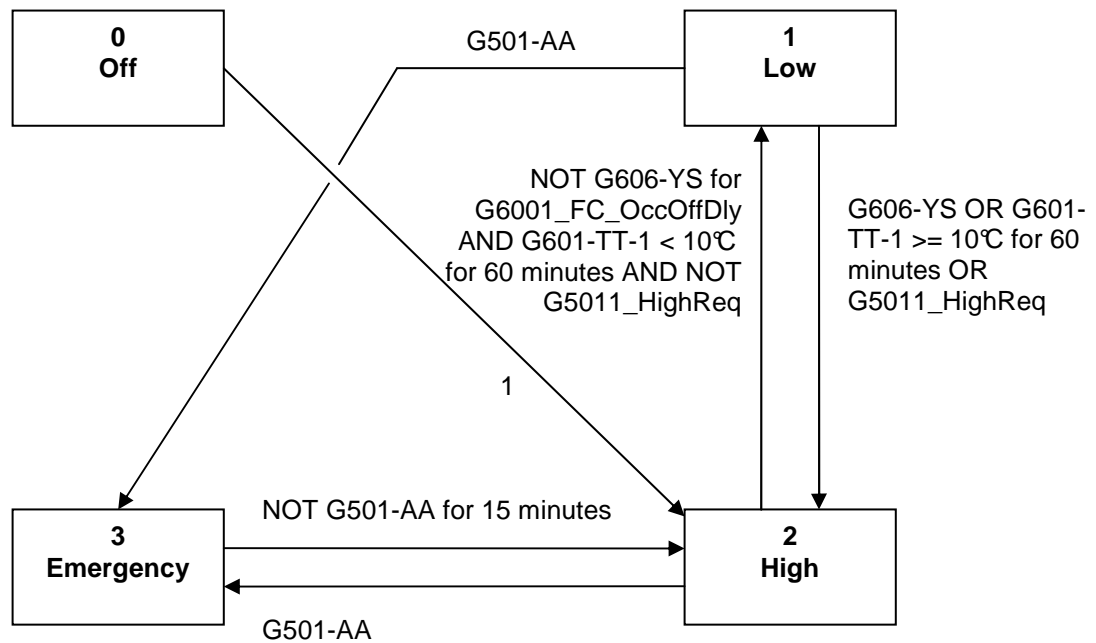 0
Off
G501-AA
1
Low
NOT G606-YS for
G6001_FC_OccOffDly
AND G601-TT-1 < 10℃
for 60 minutes AND NOT
G5011_HighReq
G606-YS OR G601-
TT-1 >= 10℃ for 60
minutes OR
G5011_HighReq
1
3
Emergency
NOT G501-AA for 15 minutes
2
High
G501-AA